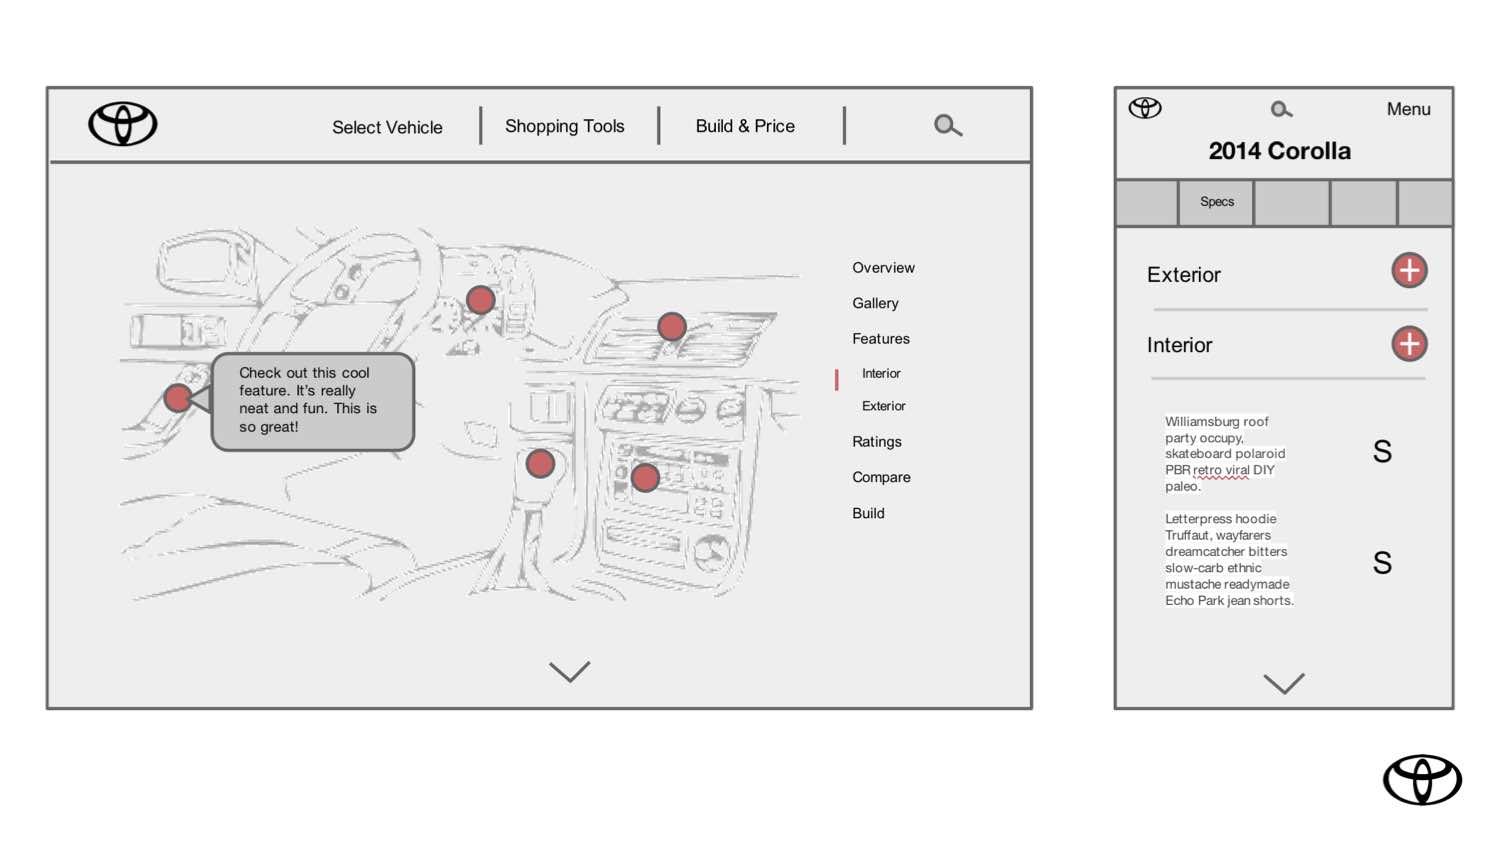 Select Vehicle
Shopping Tools
Build & Price
Check out this cool
feature. It's really
neat and fun. This is
so great!
Overview
Gallery
Features
Interior
Exterior
Ratings
Compare
Build
Menu
2014 Corolla
Specs
Exterior
Interior
Williamsburg roof
party occupy,
skateboard polaroid
PBR retro viral DIY
paleo.
S
Letterpress hoodie
Truffaut, wayfarers
dreamcatcher bitters
slow-carb ethnic
mustache readymade
Echo Park jean shorts.
S